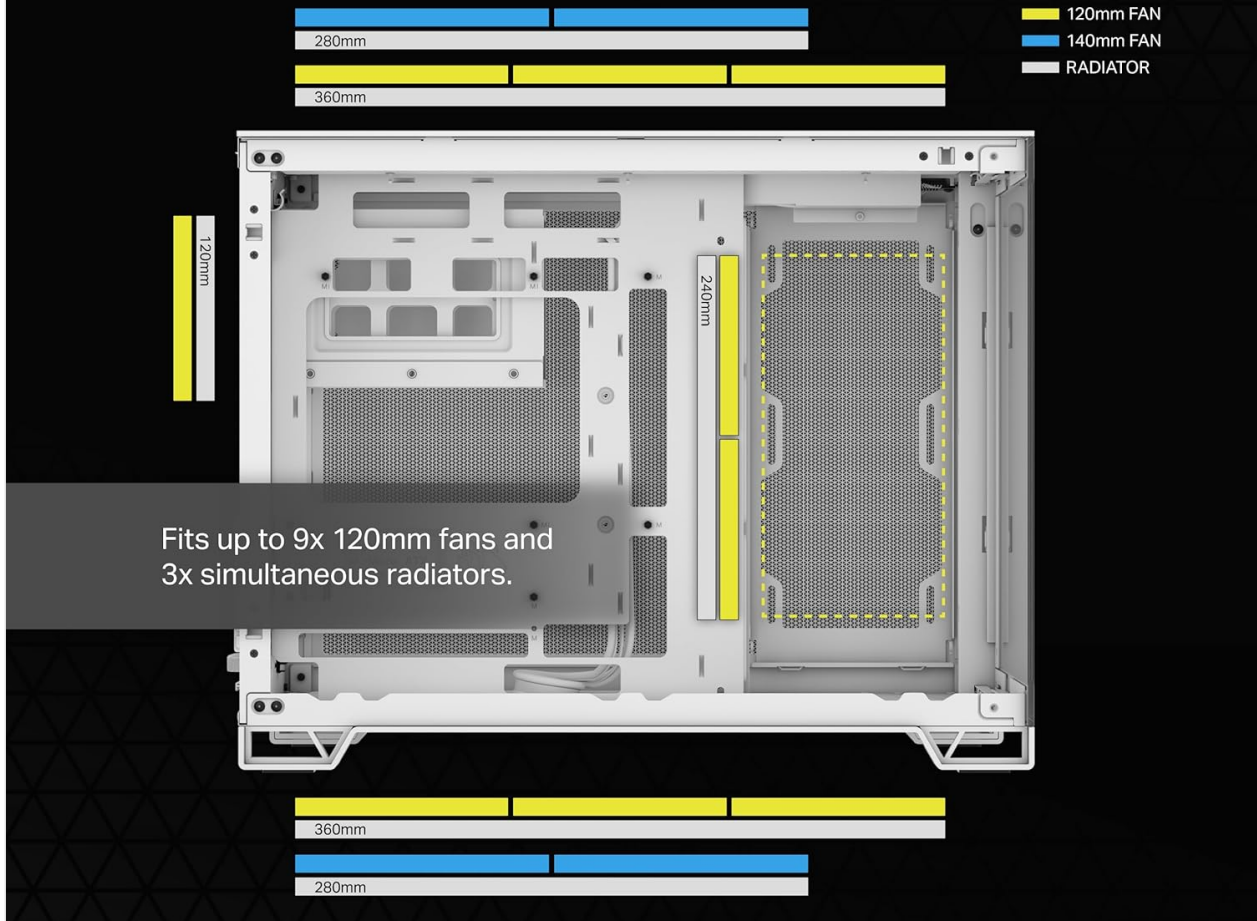 120mm FAN
140mm FAN
RADIATOR
280mm
360mm
120mm
240mm
Fits up to 9x 120mm fans and
3x simultaneous radiators.
360mm
280mm